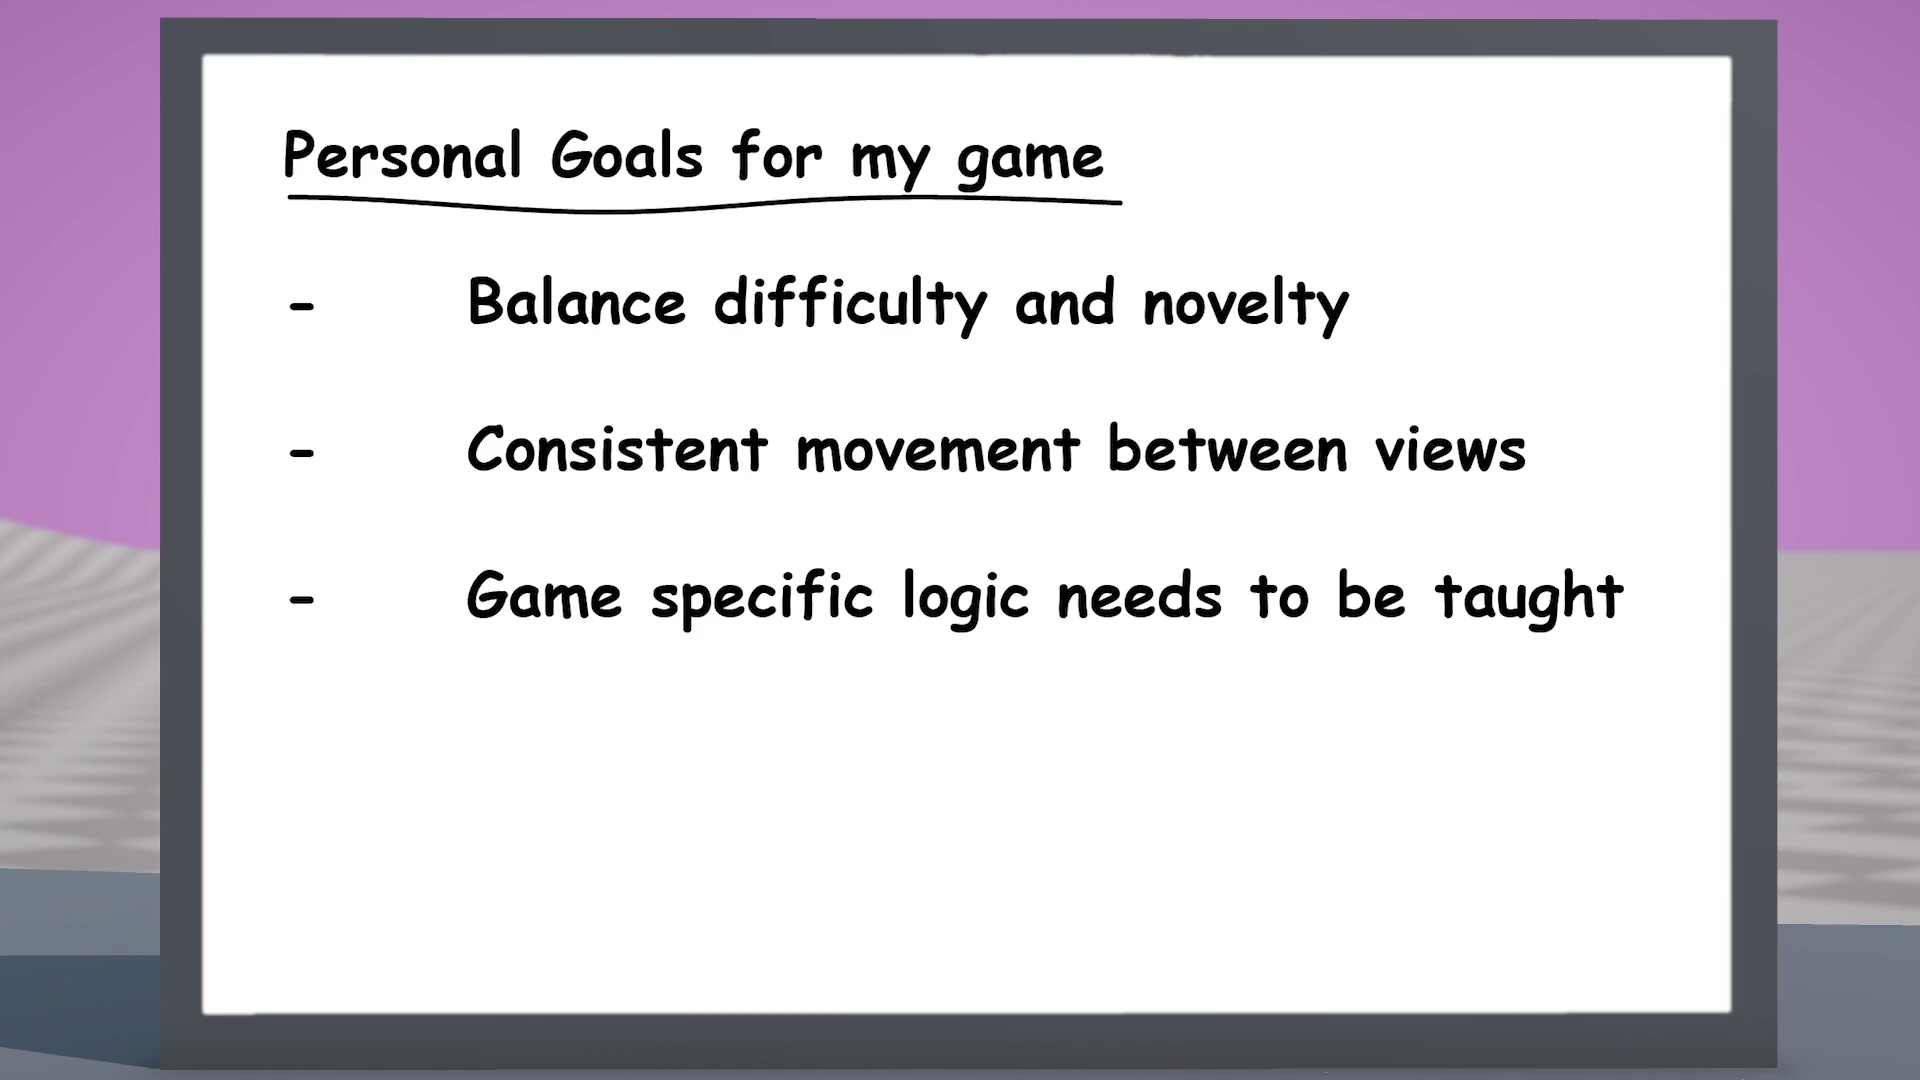 Personal Goals for my game
- Balance difficulty and novelty
- Consistent movement between views
- Game specific logic needs to be taught